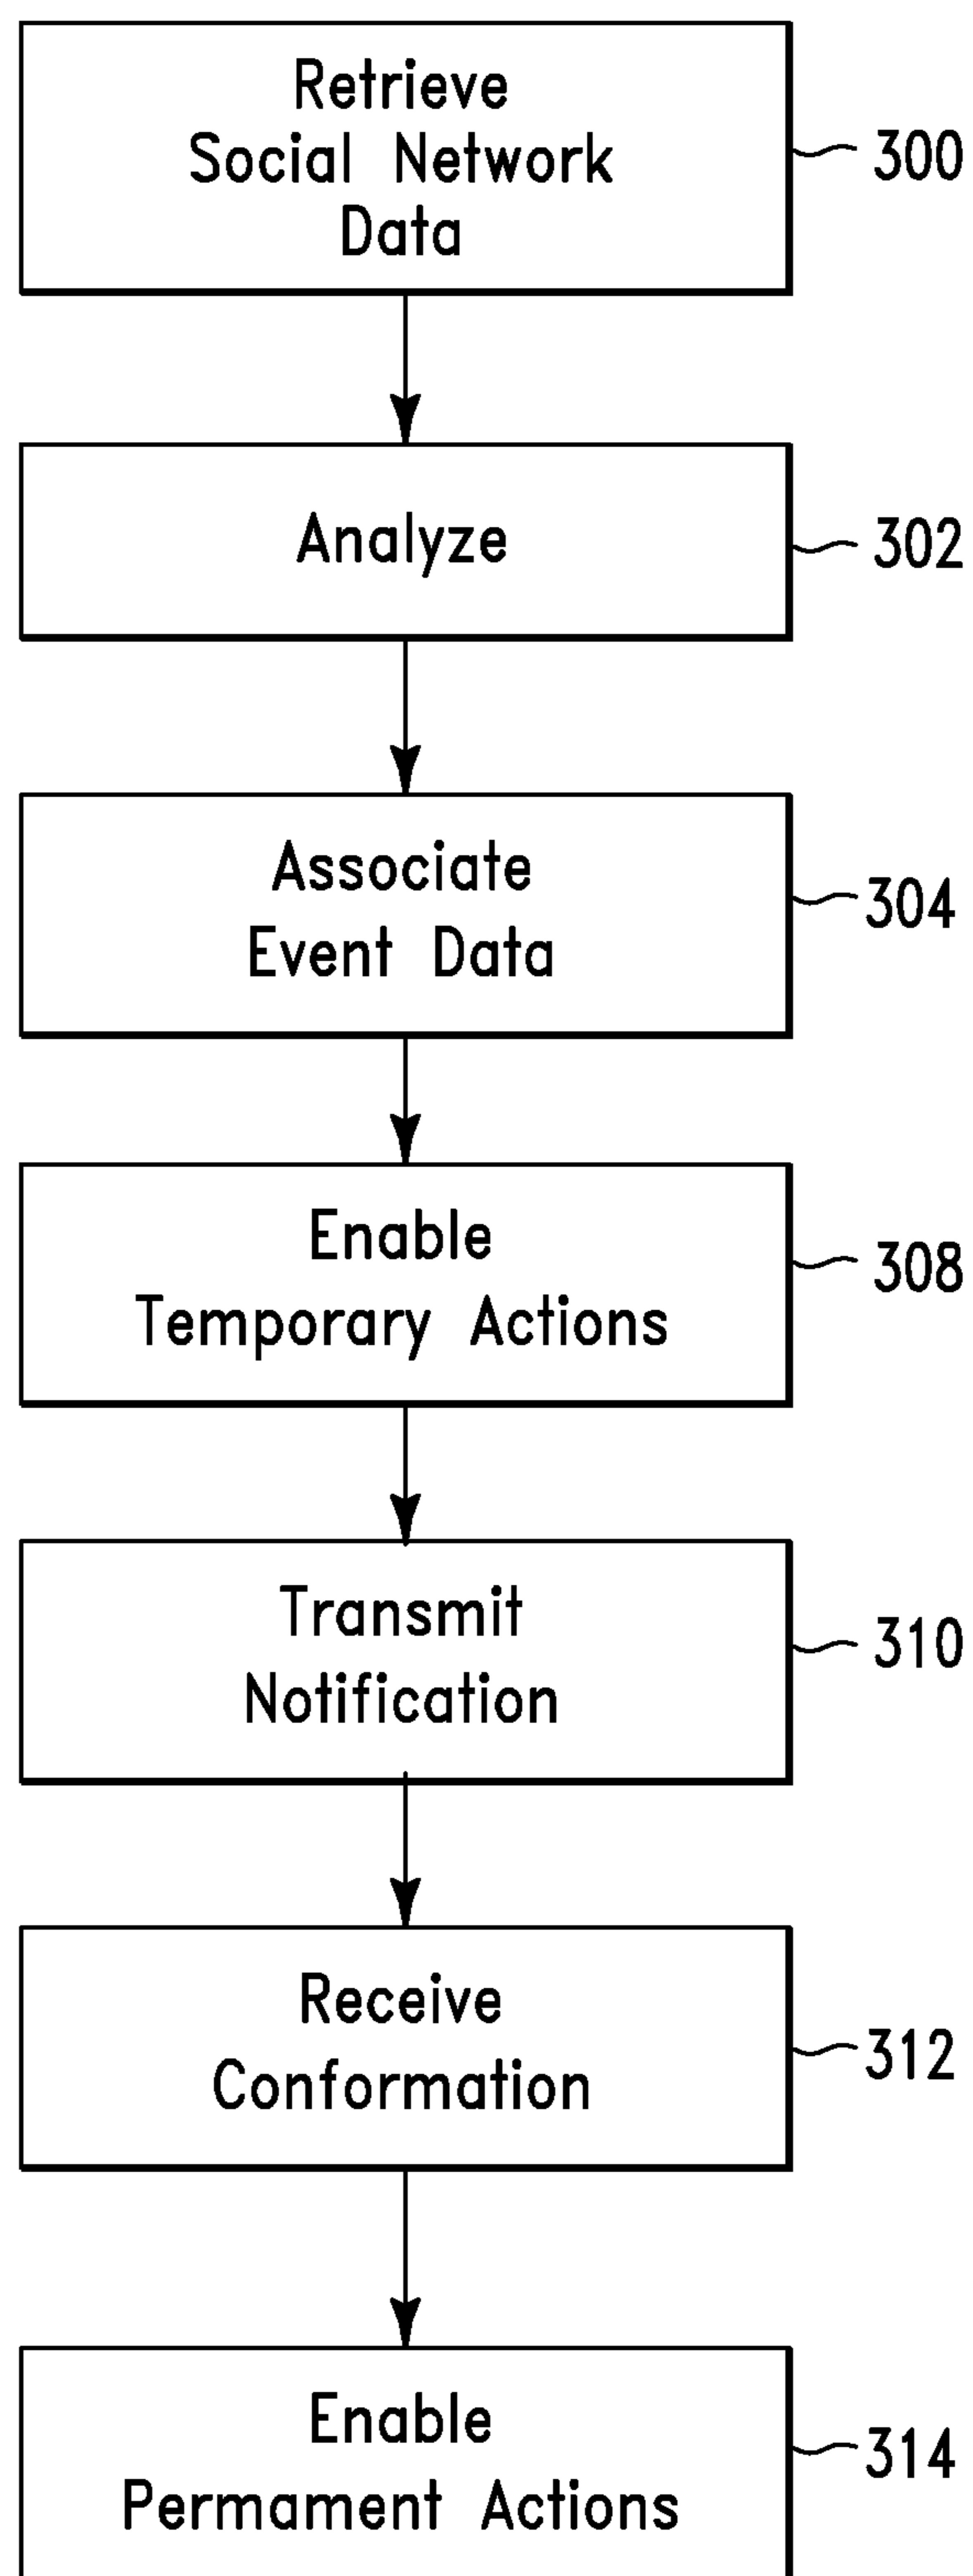 Retrieve
Social Network
Data
300
Analyze
302
Associate
Event Data
304
Enable
Temporary Actions
308
Transmit
Notification
310
Receive
Conformation
312
Enable
Permament Actions
314